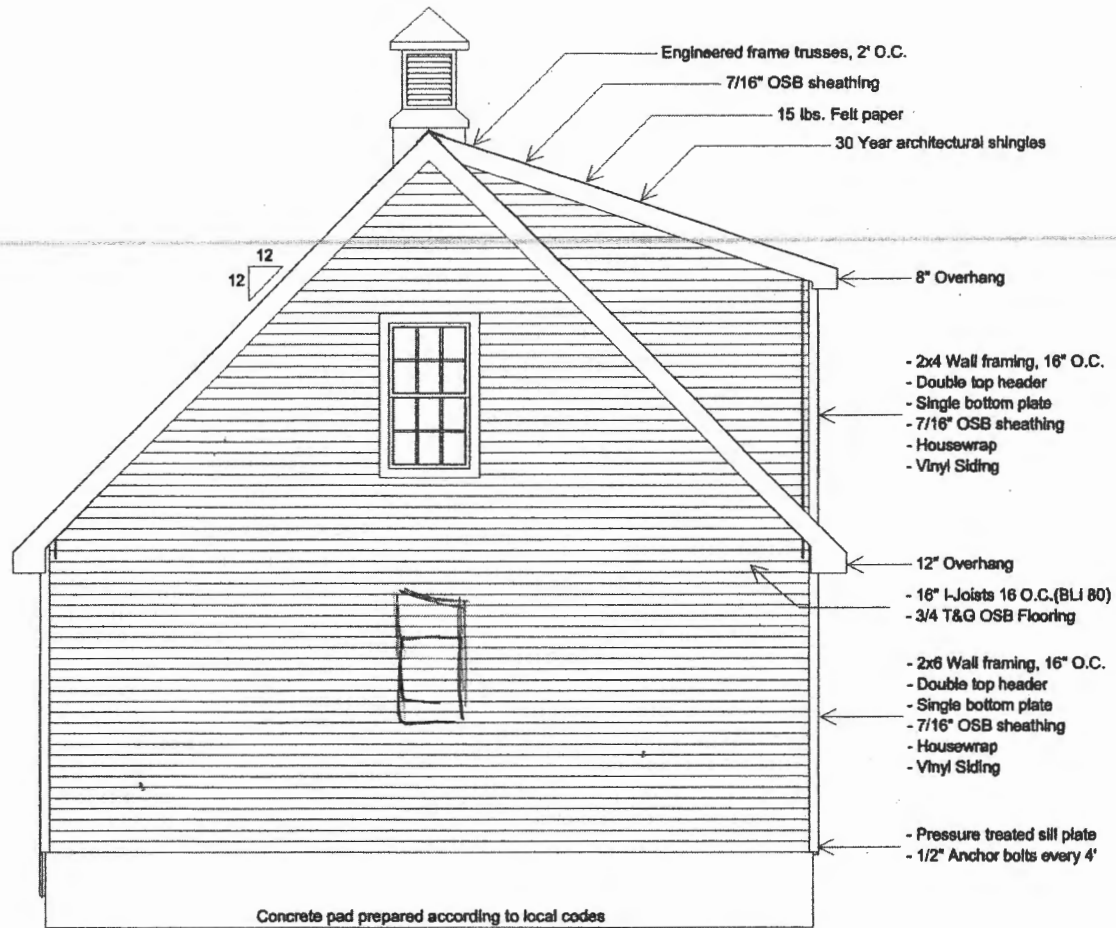 Engineered frame trusses, 2' O.C.
7/16" OSB sheathing
15 lbs. Felt paper
30 Year architectural shingles
12
12
8" Overhang
- 2x4 Wall framing, 16" O.C.
- Double top header
- Single bottom plate
- 7/16" OSB sheathing
- Housewrap
- Vinyl Siding
12" Overhang
- 16" I-Joists 16 O.C.(BLI 80)
- 3/4 T&G OSB Flooring
- 2x6 Wall framing, 16" O.C.
- Double top header
- Single bottom plate
- 7/16" OSB sheathing
- Housewrap
- Vinyl Siding
- Pressure treated sill plate
- 1/2" Anchor bolts every 4'
Concrete pad prepared according to local codes